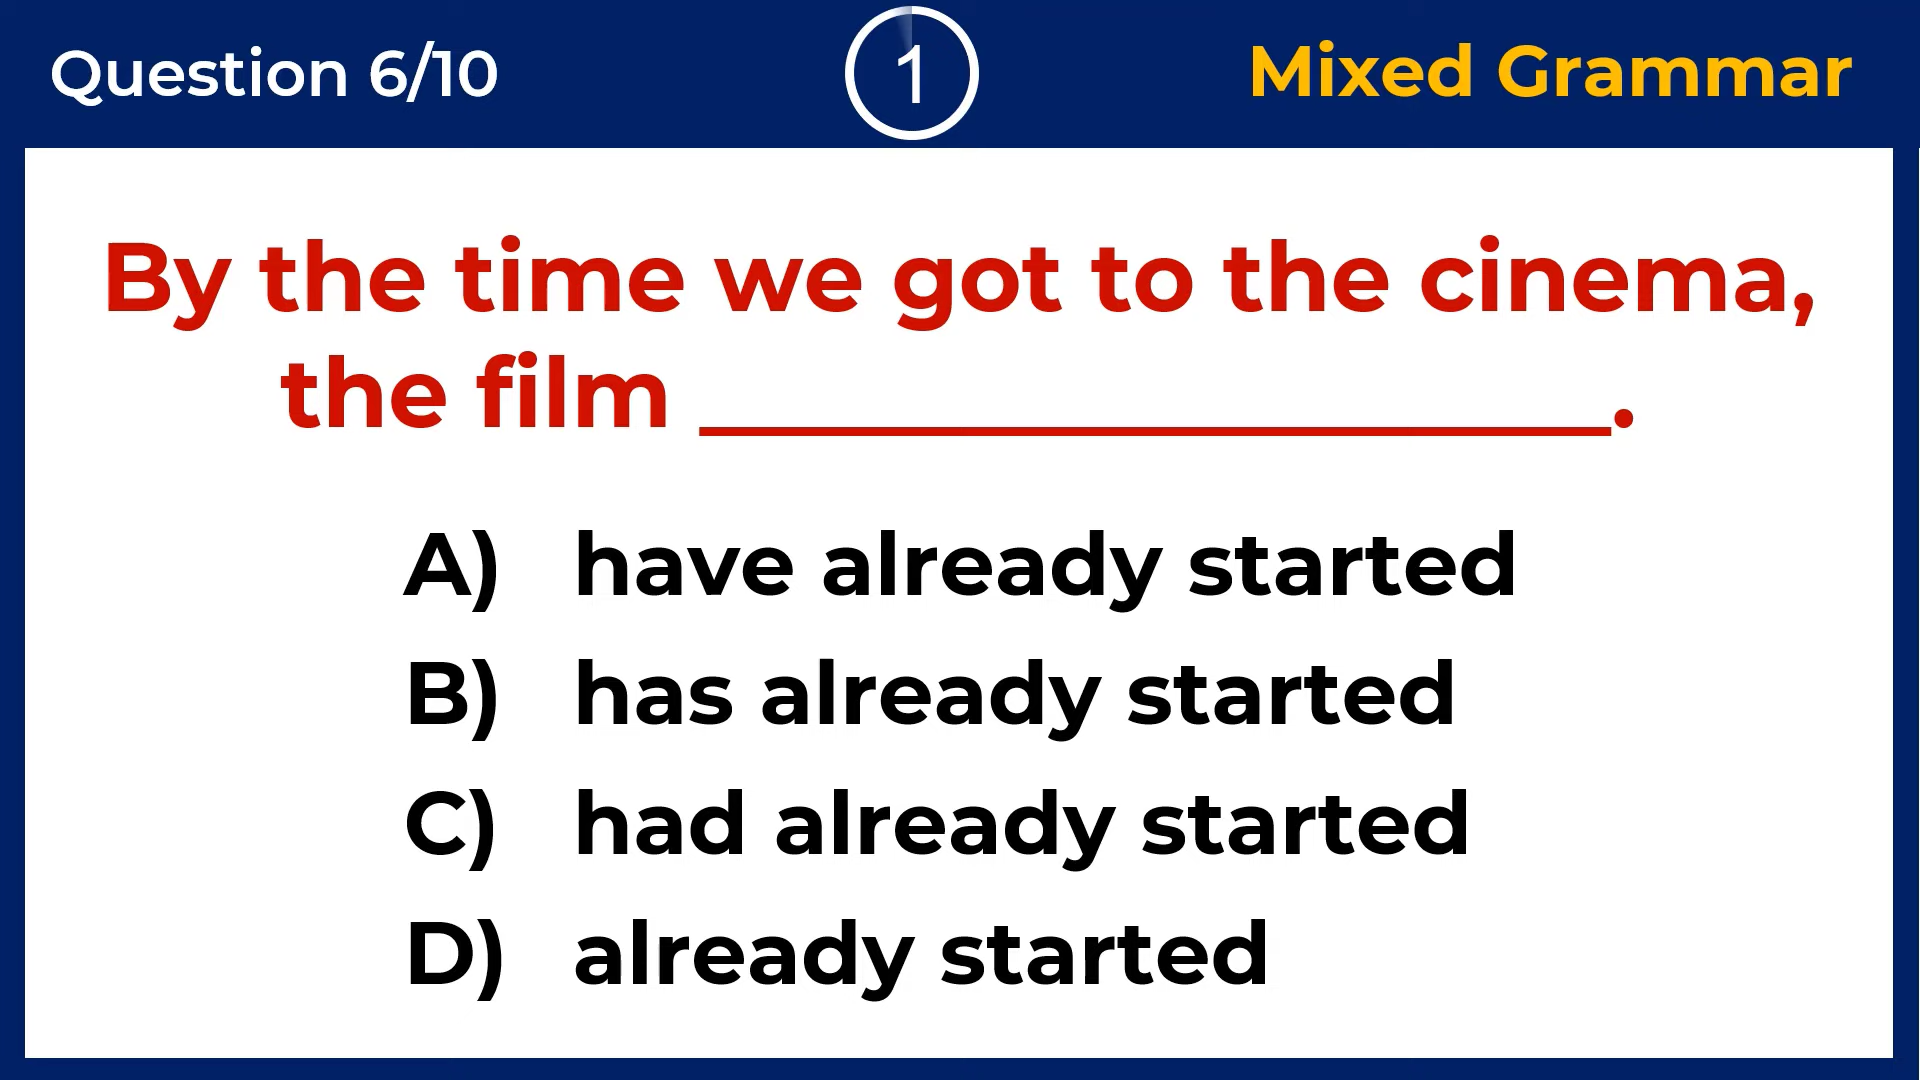 Question 6/10
1
Mixed Grammar
By the time we got to the cinema,
the film ___________________.
A) have already started
B) has already started
C) had already started
D) already started